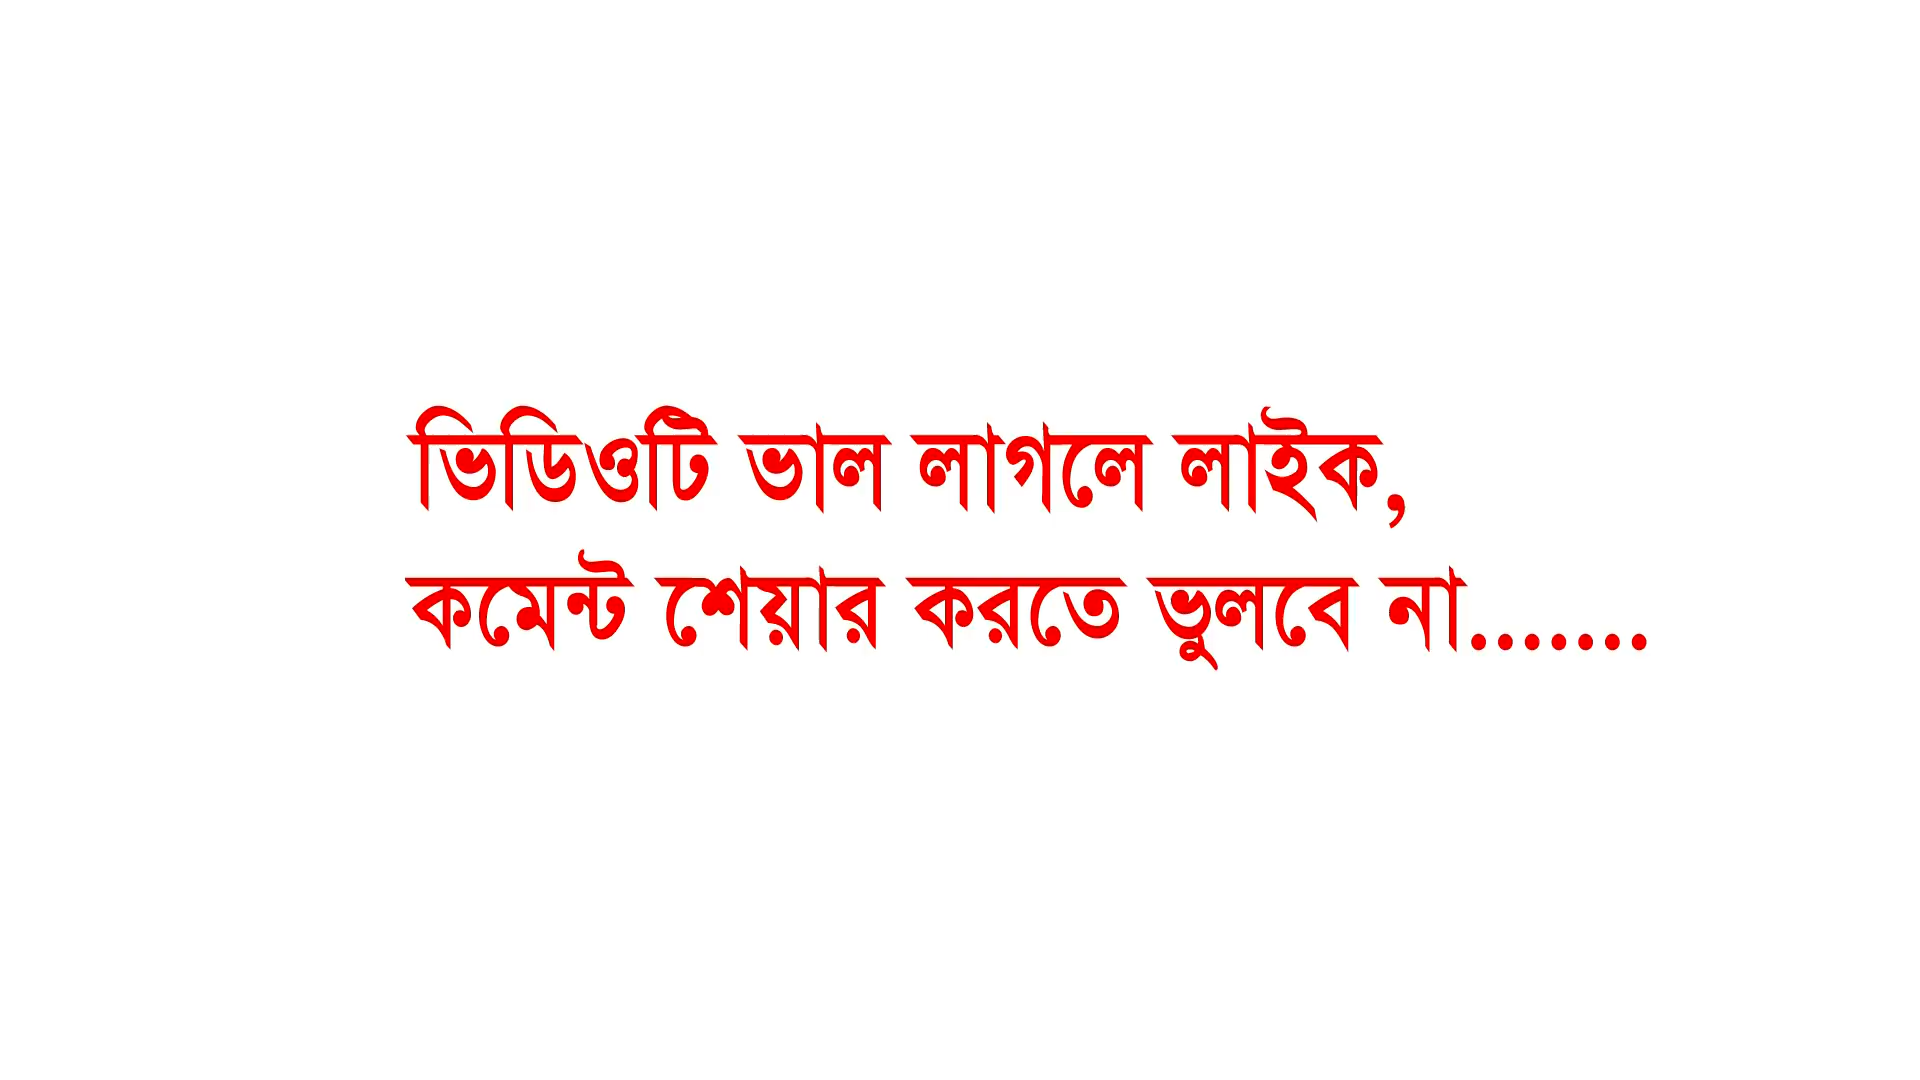 ভিডিওটি ভাল লাগলে লাইক,
কমেন্ট শেয়ার করতে ভুলবে না.......